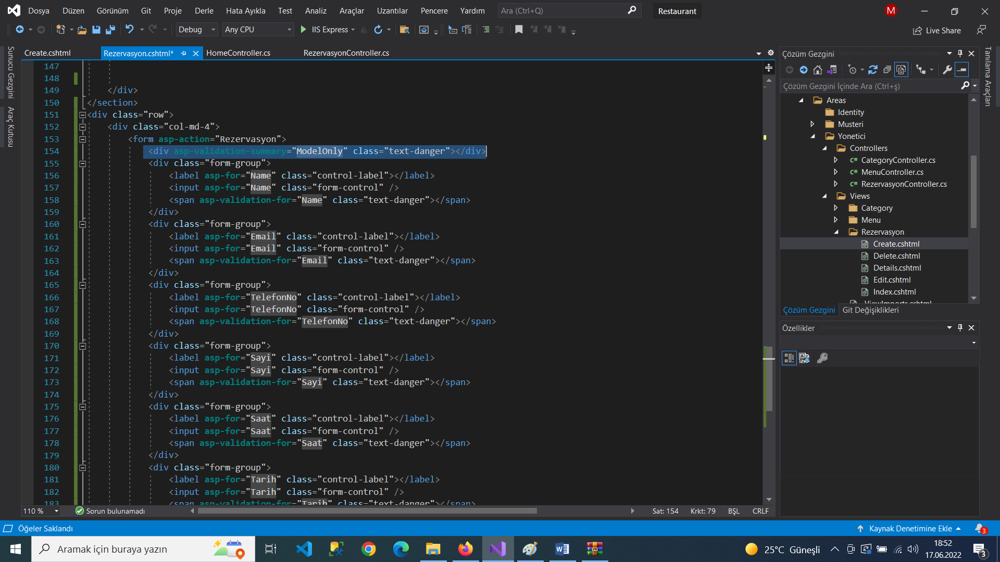 Dosya Düzen Görünüm Git Proje Derle Hata Ayıkla Test Analiz Araçlar Uzantılar Pencere Yardım Ara (Ctrl+Q) Restaurant M
Debug Any CPU IIS Express Live Share
Sunucu Gezgini
Araç Kutusu
Create.cshtml Rezervasyon.cshtml* HomeController.cs RezervasyonController.cs
147
148
149 </div>
150 </section>
151 <div class="row">
152 <div class="col-md-4">
153 <form asp-action="Rezervasyon">
154 <div asp-validation-summary="ModelOnly" class="text-danger"></div>
155 <div class="form-group">
156 <label asp-for="Name" class="control-label"></label>
157 <input asp-for="Name" class="form-control" />
158 <span asp-validation-for="Name" class="text-danger"></span>
159 </div>
160 <div class="form-group">
161 <label asp-for="Email" class="control-label"></label>
162 <input asp-for="Email" class="form-control" />
163 <span asp-validation-for="Email" class="text-danger"></span>
164 </div>
165 <div class="form-group">
166 <label asp-for="TelefonNo" class="control-label"></label>
167 <input asp-for="TelefonNo" class="form-control" />
168 <span asp-validation-for="TelefonNo" class="text-danger"></span>
169 </div>
170 <div class="form-group">
171 <label asp-for="Sayi" class="control-label"></label>
172 <input asp-for="Sayi" class="form-control" />
173 <span asp-validation-for="Sayi" class="text-danger"></span>
174 </div>
175 <div class="form-group">
176 <label asp-for="Saat" class="control-label"></label>
177 <input asp-for="Saat" class="form-control" />
178 <span asp-validation-for="Saat" class="text-danger"></span>
179 </div>
180 <div class="form-group">
181 <label asp-for="Tarih" class="control-label"></label>
182 <input asp-for="Tarih" class="form-control" />
183 <span asp-validation-for="Tarih" class="text-danger"></span>
110 % Sorun bulunamadı Sat: 154 Krkt: 79 BŞL CRLF
Çözüm Gezgini
Çözüm Gezgini İçinde Ara (Ctrl+ş)
Areas
Identity
Musteri
Yonetici
Controllers
C# CategoryController.cs
C# MenuController.cs
C# RezervasyonController.cs
Views
Category
Menu
Rezervasyon
Create.cshtml
Delete.cshtml
Details.cshtml
Edit.cshtml
Index.cshtml
_ViewImports.cshtml
Çözüm Gezgini Git Değişiklikleri
Özellikler
Tanılama Araçları
Öğeler Saklandı Kaynak Denetimine Ekle 3
Aramak için buraya yazın 25°C Güneşli 18:52
17.06.2022 3